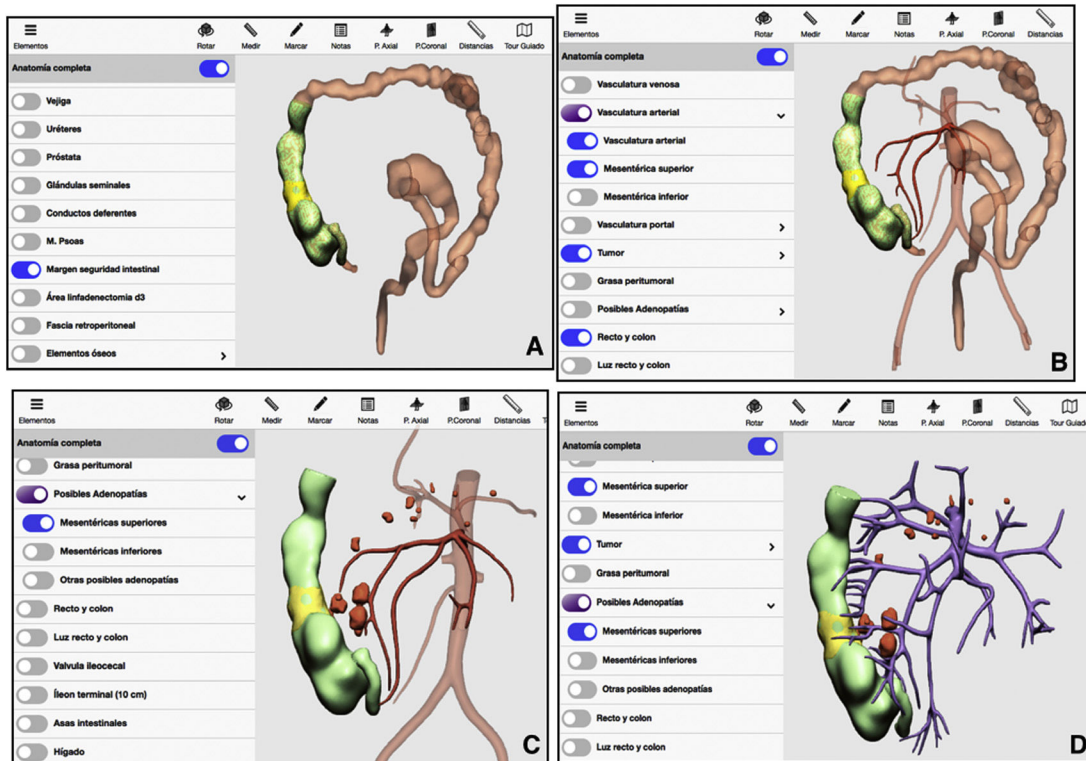 Elementos Rotar Medir Marcar Notas P. Axial P.Coronal Distancias Tour Guiado
Anatomía completa
Vejiga
Uréteres
Próstata
Glándulas seminales
Conductos deferentes
M. Psoas
Margen seguridad intestinal
Área linfadenectomia d3
Fascia retroperitoneal
Elementos óseos
A
Elementos Rotar Medir Marcar Notas P. Axial P.Coronal Distancias Tour Guiado
Anatomía completa
Vasculatura venosa
Vasculatura arterial
Vasculatura arterial
Mesentérica superior
Mesentérica inferior
Vasculatura portal
Tumor
Grasa peritumoral
Posibles Adenopatías
Recto y colon
Luz recto y colon
B
Elementos Rotar Medir Marcar Notas P. Axial P.Coronal Distancias
Anatomía completa
Grasa peritumoral
Posibles Adenopatías
Mesentéricas superiores
Mesentéricas inferiores
Otras posibles adenopatías
Recto y colon
Luz recto y colon
Valvula ileocecal
Íleon terminal (10 cm)
Asas intestinales
Hígado
C
Elementos Rotar Medir Marcar Notas P. Axial P.Coronal Distancias Tour Guiado
Anatomía completa
Mesentérica superior
Mesentérica inferior
Tumor
Grasa peritumoral
Posibles Adenopatías
Mesentéricas superiores
Mesentéricas inferiores
Otras posibles adenopatías
Recto y colon
Luz recto y colon
D